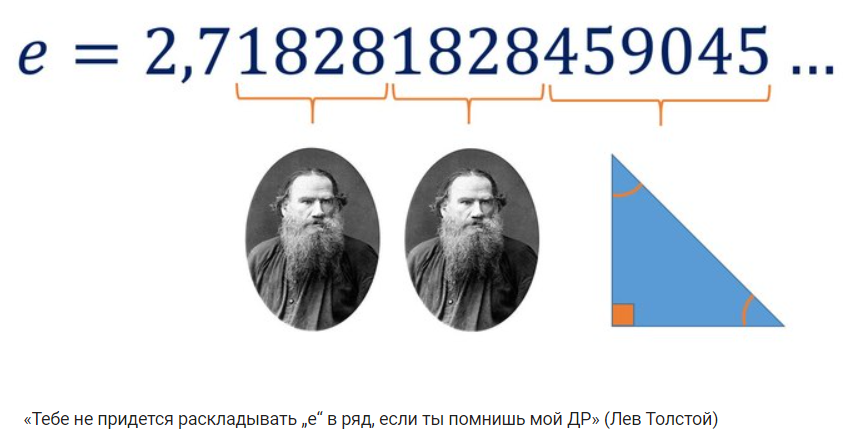 e = 2,718281828459045 ...
«Тебе не придется раскладывать „е“ в ряд, если ты помнишь мой ДР» (Лев Толстой)